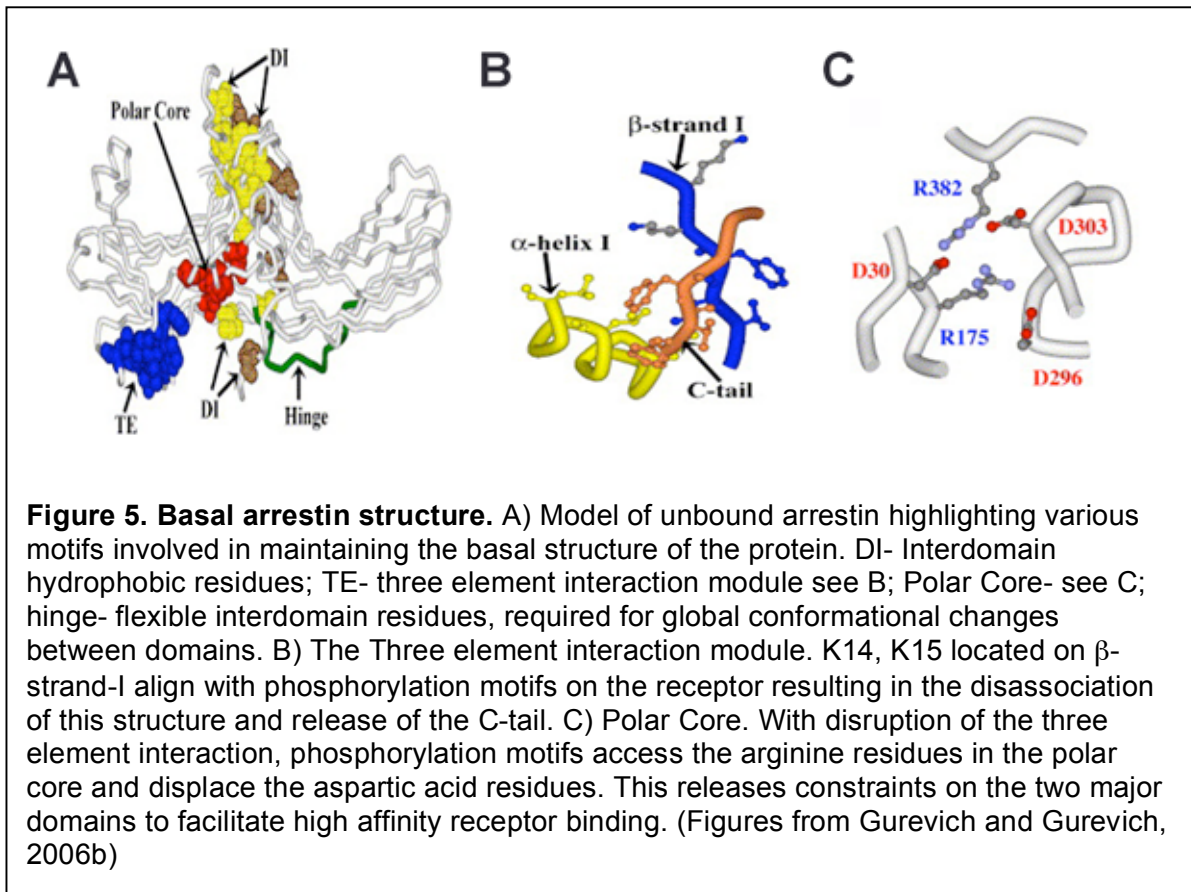 A
DI
Polar Core
TE
DI
Hinge
B
β-strand I
α-helix I
C-tail
C
R382
D303
D30
R175
D296
Figure 5. Basal arrestin structure. A) Model of unbound arrestin highlighting various
motifs involved in maintaining the basal structure of the protein. DI- Interdomain
hydrophobic residues; TE- three element interaction module see B; Polar Core- see C;
hinge- flexible interdomain residues, required for global conformational changes
between domains. B) The Three element interaction module. K14, K15 located on β-
strand-I align with phosphorylation motifs on the receptor resulting in the disassociation
of this structure and release of the C-tail. C) Polar Core. With disruption of the three
element interaction, phosphorylation motifs access the arginine residues in the polar
core and displace the aspartic acid residues. This releases constraints on the two major
domains to facilitate high affinity receptor binding. (Figures from Gurevich and Gurevich,
2006b)